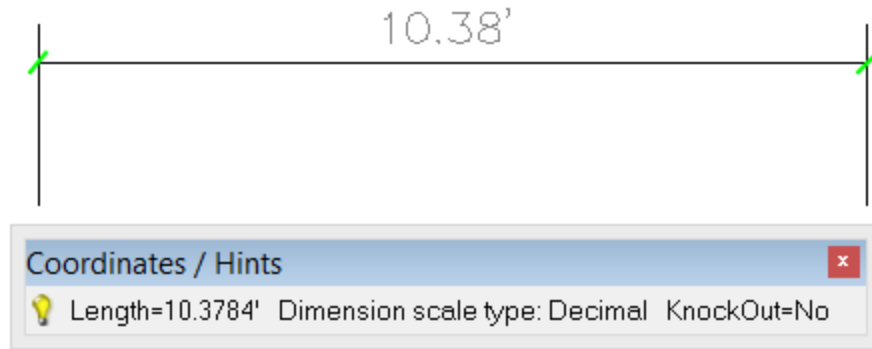 10.38'
Coordinates / Hints
x
Length=10.3784' Dimension scale type: Decimal KnockOut=No